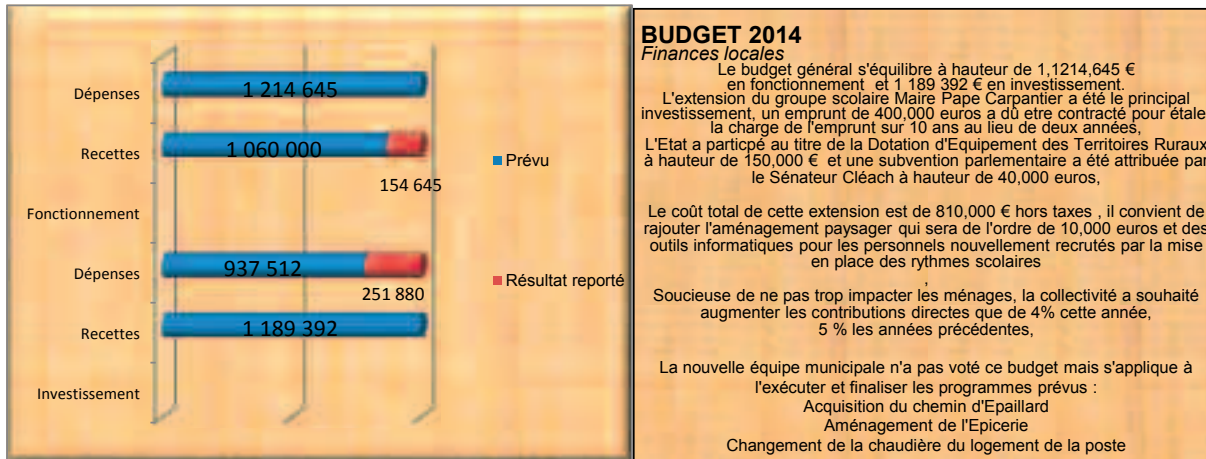 Dépenses
1 214 645
Recettes
1 060 000
154 645
Fonctionnement
Dépenses
937 512
251 880
Recettes
1 189 392
Investissement
Prévu
Résultat reporté
BUDGET 2014
Finances locales
Le budget général s'équilibre à hauteur de 1,1214,645 €
en fonctionnement et 1 189 392 € en investissement.
L'extension du groupe scolaire Maire Pape Carpantier a été le principal
investissement, un emprunt de 400,000 euros a dû etre contracté pour étale
la charge de l'emprunt sur 10 ans au lieu de deux années,
L'Etat a particpé au titre de la Dotation d'Equipement des Territoires Ruraux
à hauteur de 150,000 € et une subvention parlementaire a été attribuée par
le Sénateur Cléach à hauteur de 40,000 euros,
Le coût total de cette extension est de 810,000 € hors taxes , il convient de
rajouter l'aménagement paysager qui sera de l'ordre de 10,000 euros et des
outils informatiques pour les personnels nouvellement recrutés par la mise
en place des rythmes scolaires
,
Soucieuse de ne pas trop impacter les ménages, la collectivité a souhaité
augmenter les contributions directes que de 4% cette année,
5 % les années précédentes,
La nouvelle équipe municipale n'a pas voté ce budget mais s'applique à
l'exécuter et finaliser les programmes prévus :
Acquisition du chemin d'Epaillard
Aménagement de l'Epicerie
Changement de la chaudière du logement de la poste